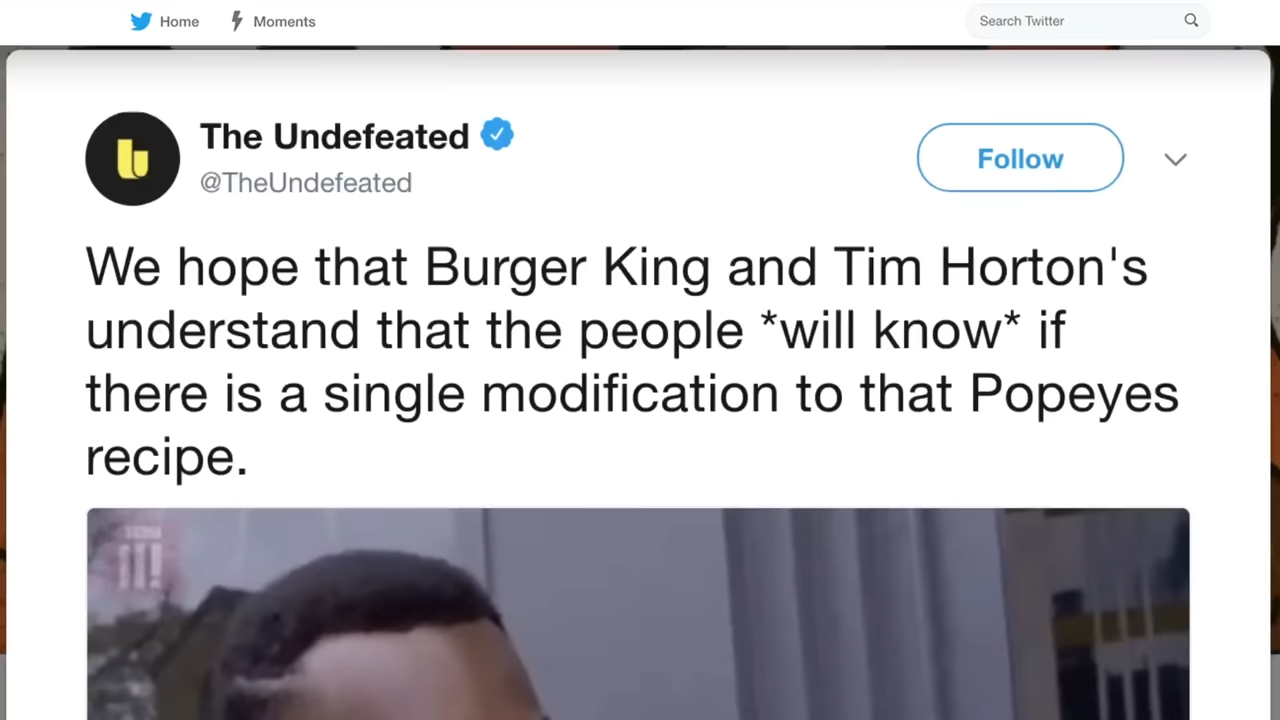 Home
Moments
Search Twitter
The Undefeated
@TheUndefeated
Follow
We hope that Burger King and Tim Horton's
understand that the people *will know* if
there is a single modification to that Popeyes
recipe.